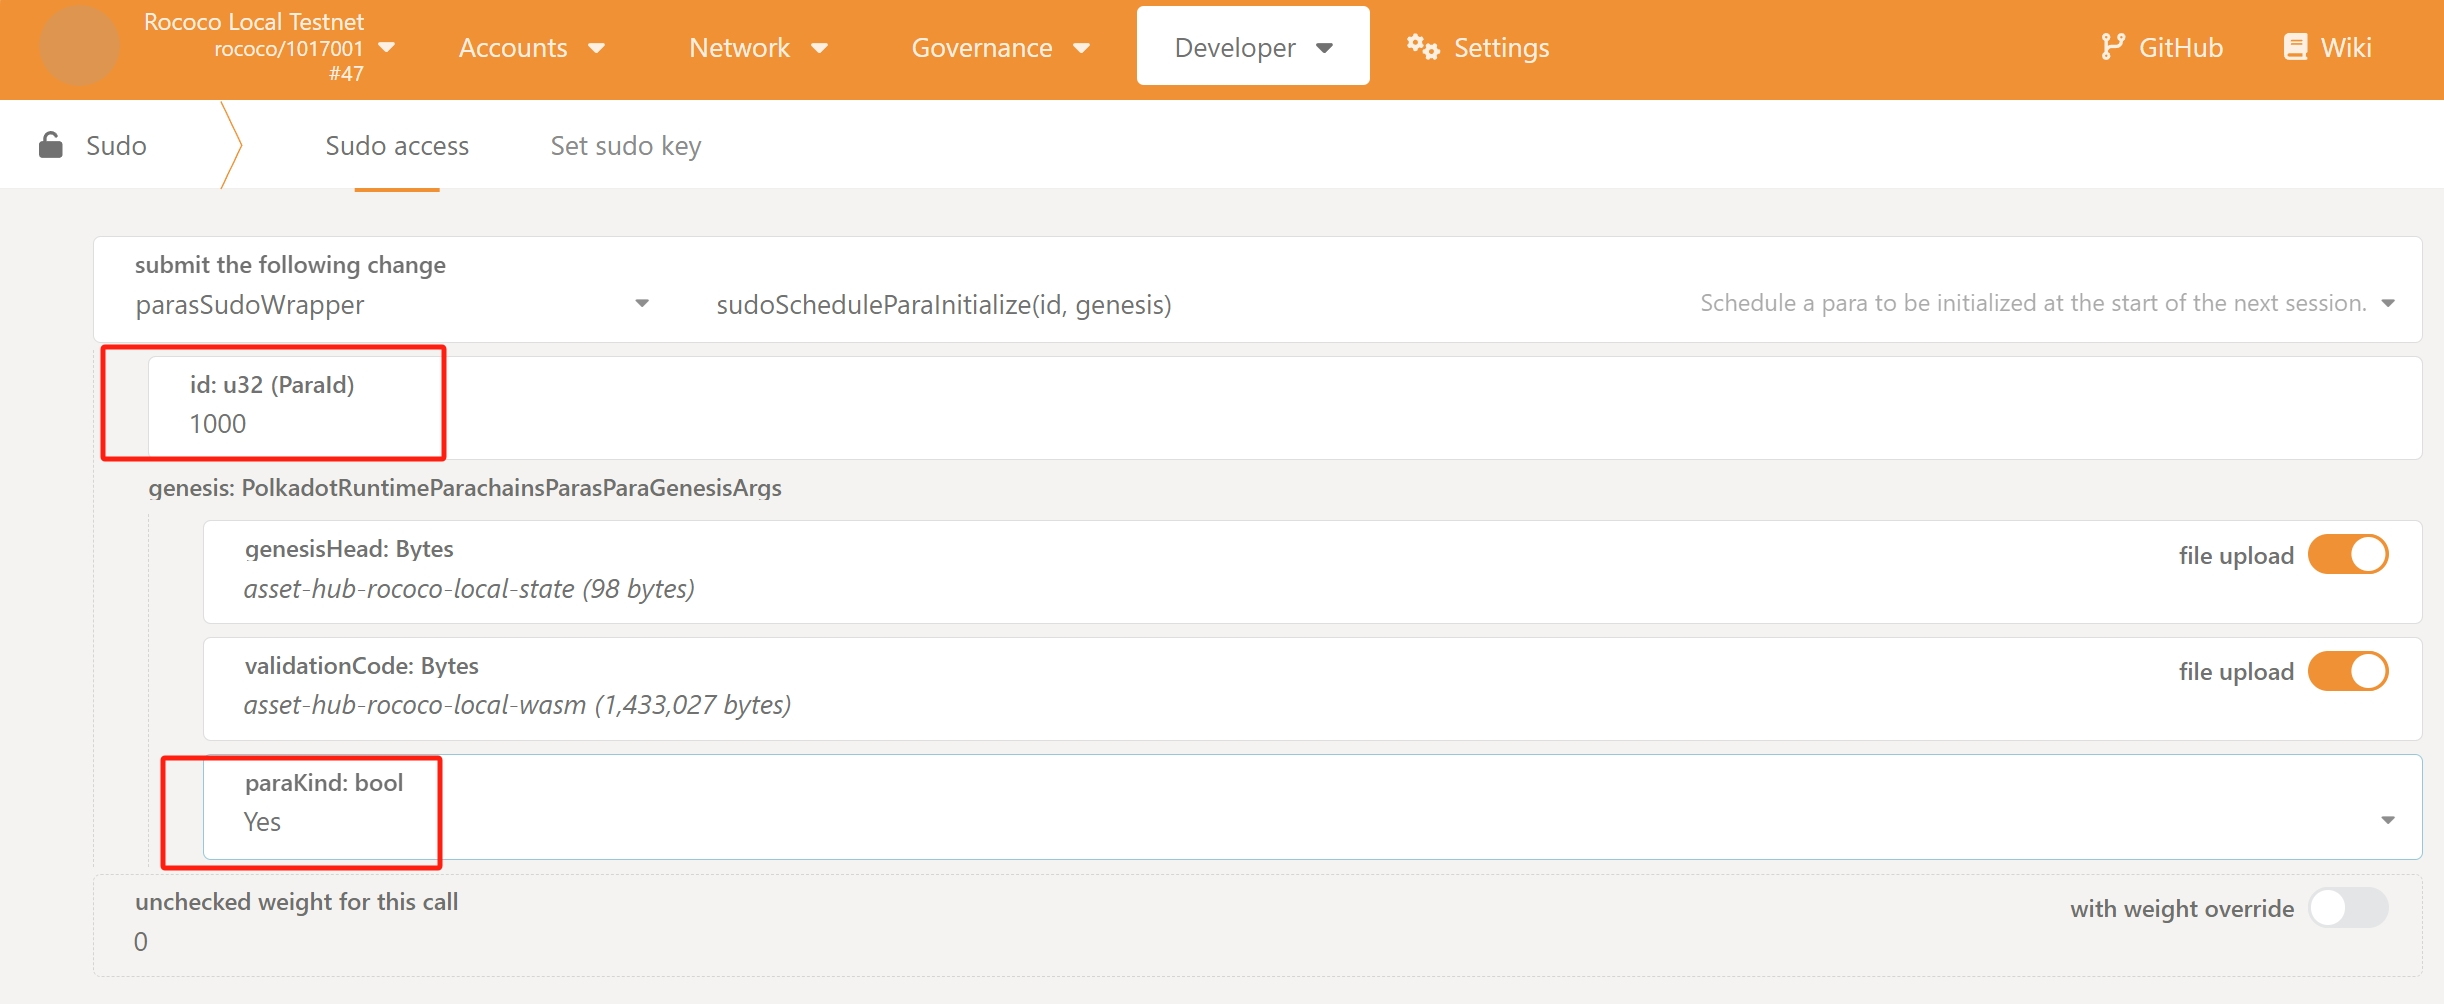 Rococo Local Testnet
rococo/1017001
#47
Accounts
Network
Governance
Developer
Settings
GitHub
Wiki
Sudo
Sudo access
Set sudo key
submit the following change
parasSudoWrapper
sudoScheduleParaInitialize(id, genesis)
Schedule a para to be initialized at the start of the next session.
id: u32 (ParaId)
1000
genesis: PolkadotRuntimeParachainsParasParaGenesisArgs
genesisHead: Bytes
asset-hub-rococo-local-state (98 bytes)
file upload
validationCode: Bytes
asset-hub-rococo-local-wasm (1,433,027 bytes)
file upload
paraKind: bool
Yes
unchecked weight for this call
0
with weight override